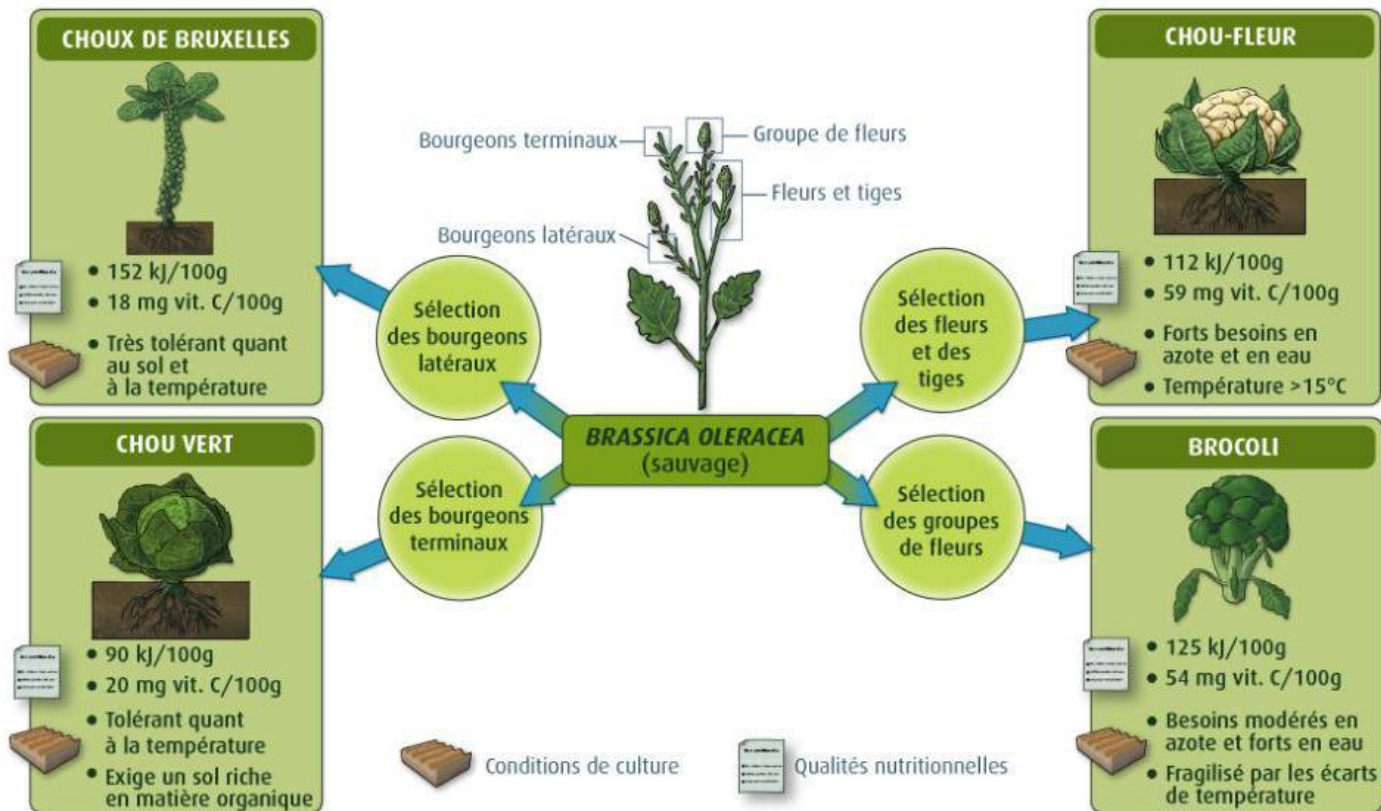 CHOUX DE BRUXELLES
• 152 kJ/100g
• 18 mg vit. C/100g
• Très tolérant quant
au sol et
à la température
CHOU VERT
• 90 kJ/100g
• 20 mg vit. C/100g
• Tolérant quant
à la température
• Exige un sol riche
en matière organique
Bourgeons terminaux
Groupe de fleurs
Fleurs et tiges
Bourgeons latéraux
Sélection
des bourgeons
latéraux
Sélection
des fleurs
et des
tiges
BRASSICA OLERACEA
(sauvage)
Sélection
des bourgeons
terminaux
Sélection
des groupes
de fleurs
Conditions de culture
Qualités nutritionnelles
CHOU-FLEUR
• 112 kJ/100g
• 59 mg vit. C/100g
• Forts besoins en
azote et en eau
• Température >15°C
BROCOLI
• 125 kJ/100g
• 54 mg vit. C/100g
• Besoins modérés en
azote et forts en eau
• Fragilisé par les écarts
de température